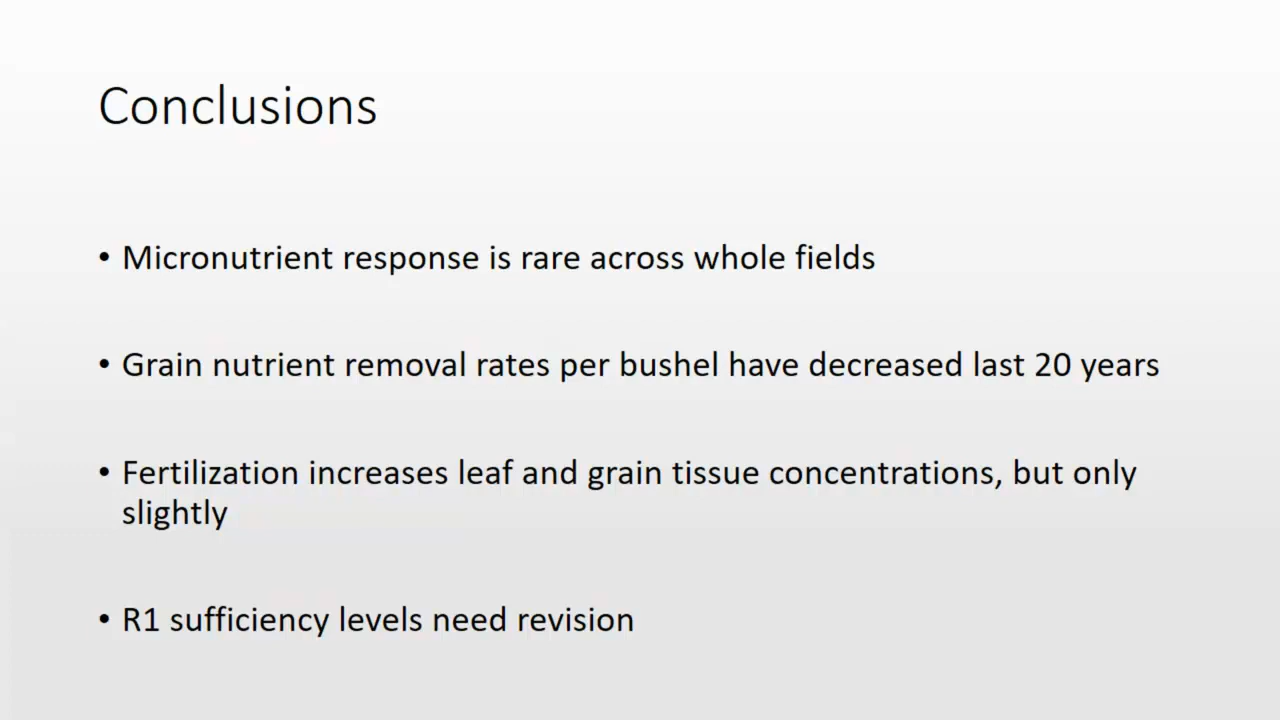 Conclusions
• Micronutrient response is rare across whole fields
• Grain nutrient removal rates per bushel have decreased last 20 years
• Fertilization increases leaf and grain tissue concentrations, but only
slightly
• R1 sufficiency levels need revision